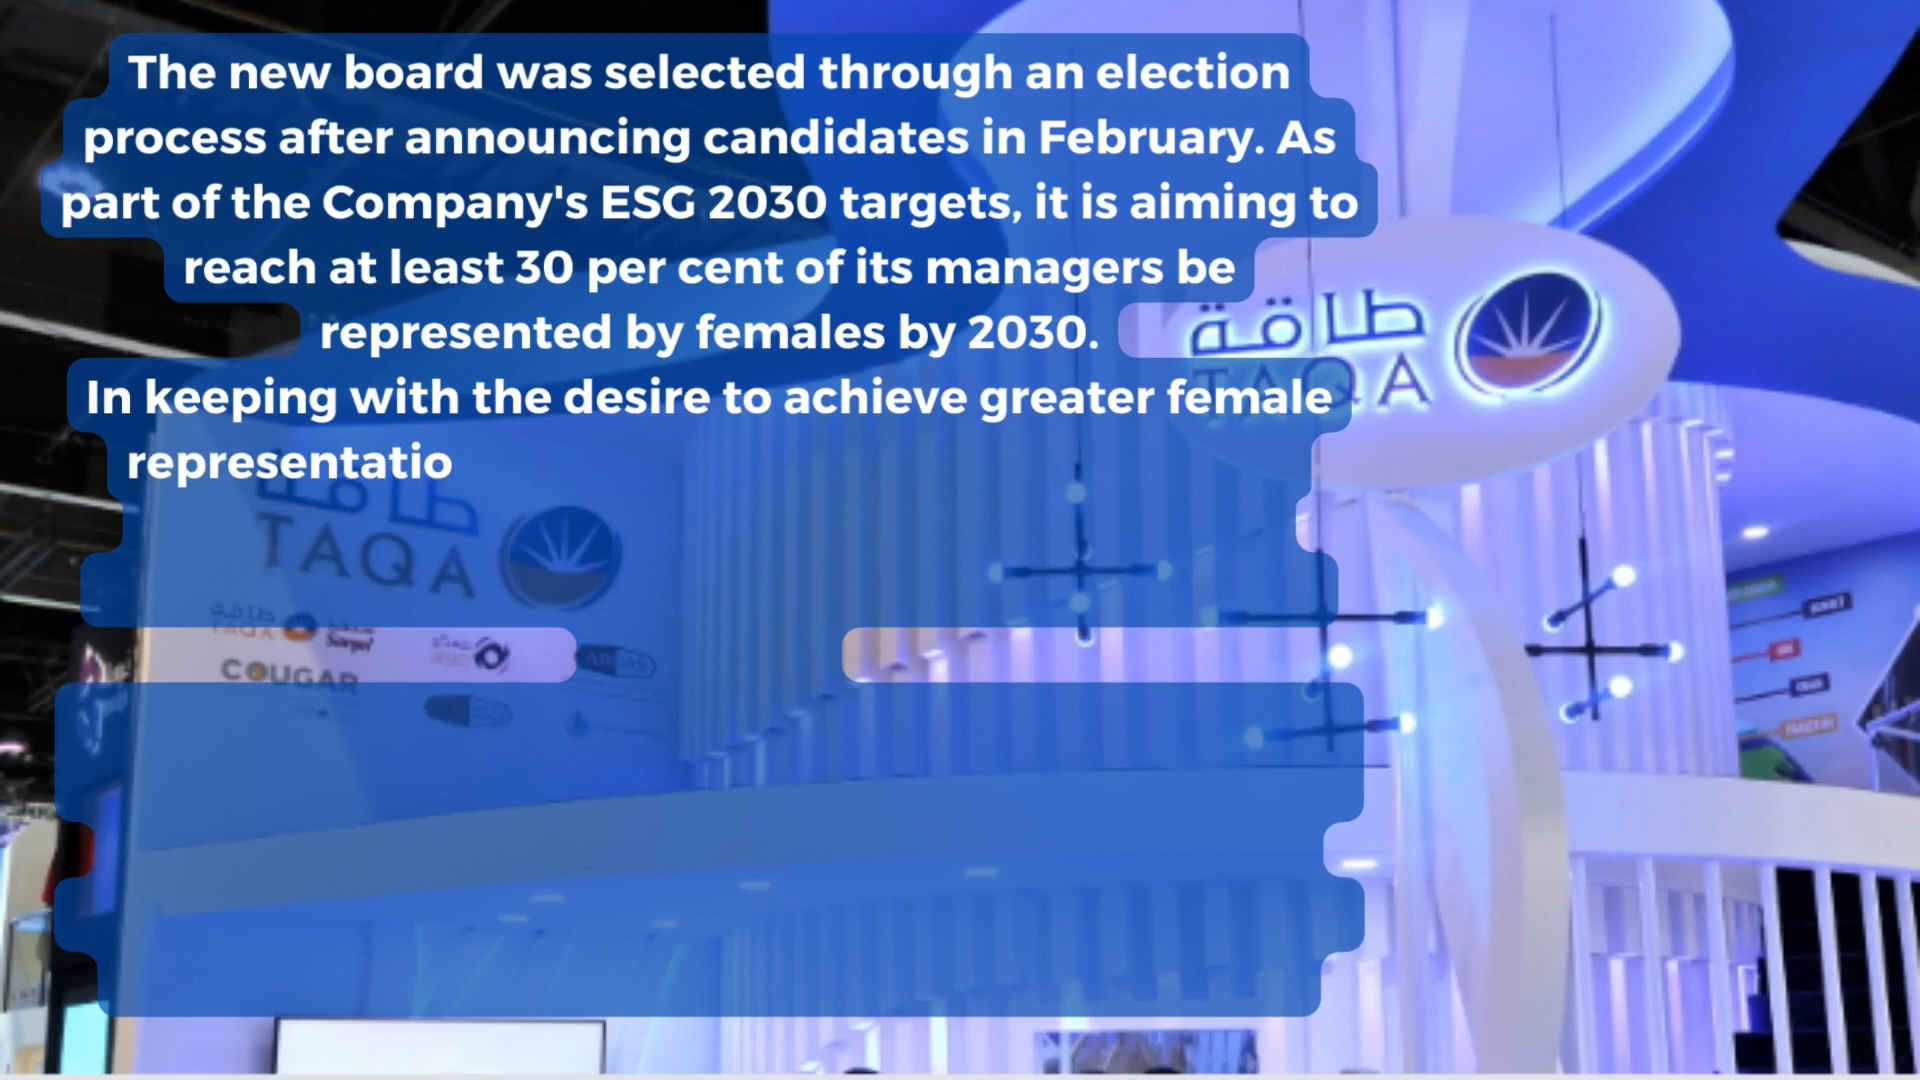 The new board was selected through an election
process after announcing candidates in February. As
part of the Company's ESG 2030 targets, it is aiming to
reach at least 30 per cent of its managers be
represented by females by 2030.
In keeping with the desire to achieve greater female
representatio
طاقة
TAQA
طاقة
TAQA
طاقة
TAQA
COUGAR